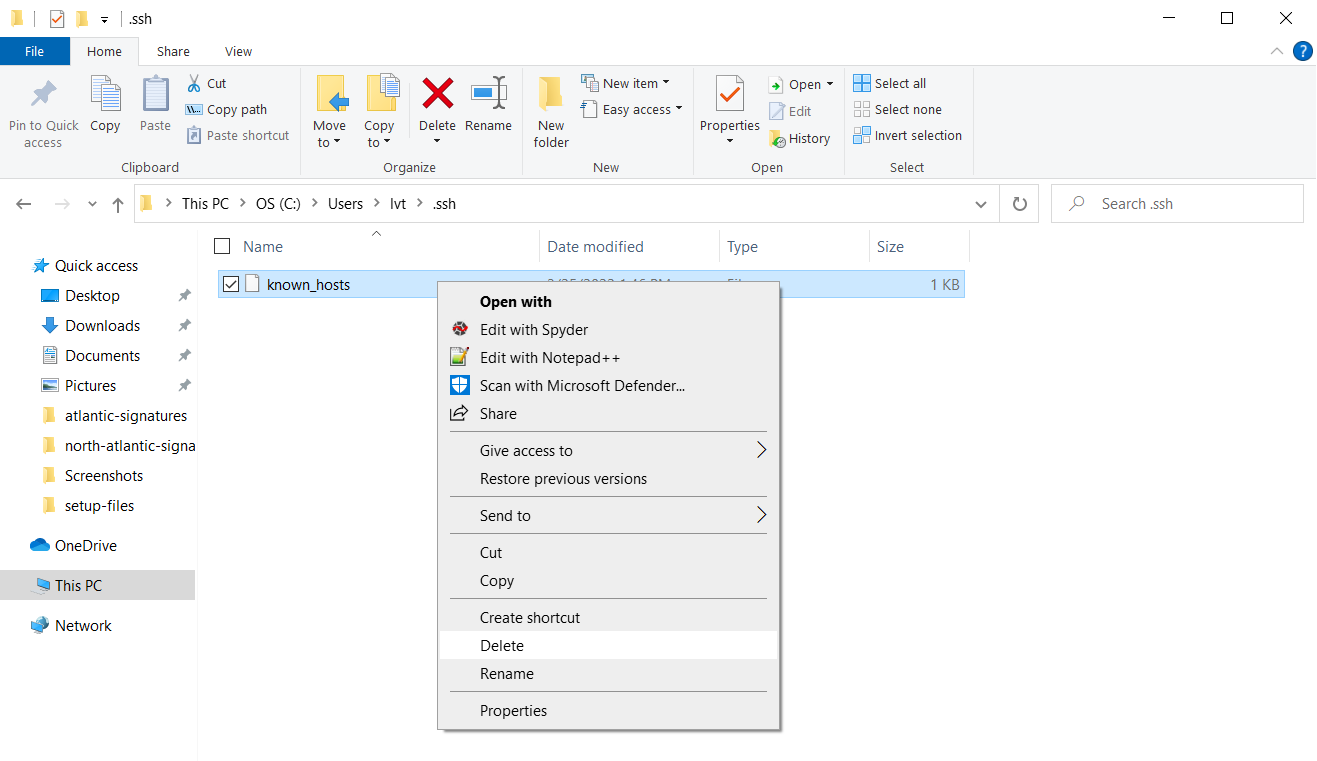 .ssh
File Home Share View
?
Pin to Quick access
Copy
Paste
Cut
Copy path
Paste shortcut
Clipboard
Move to
Copy to
Delete
Rename
Organize
New folder
New item
Easy access
New
Properties
Open
Edit
History
Open
Select all
Select none
Invert selection
Select
This PC OS (C:) Users lvt .ssh
Search .ssh
Name Date modified Type Size
known_hosts 1 KB
Quick access
Desktop
Downloads
Documents
Pictures
atlantic-signatures
north-atlantic-signa
Screenshots
setup-files
OneDrive
This PC
Network
Open with
Edit with Spyder
Edit with Notepad++
Scan with Microsoft Defender...
Share
Give access to
Restore previous versions
Send to
Cut
Copy
Create shortcut
Delete
Rename
Properties